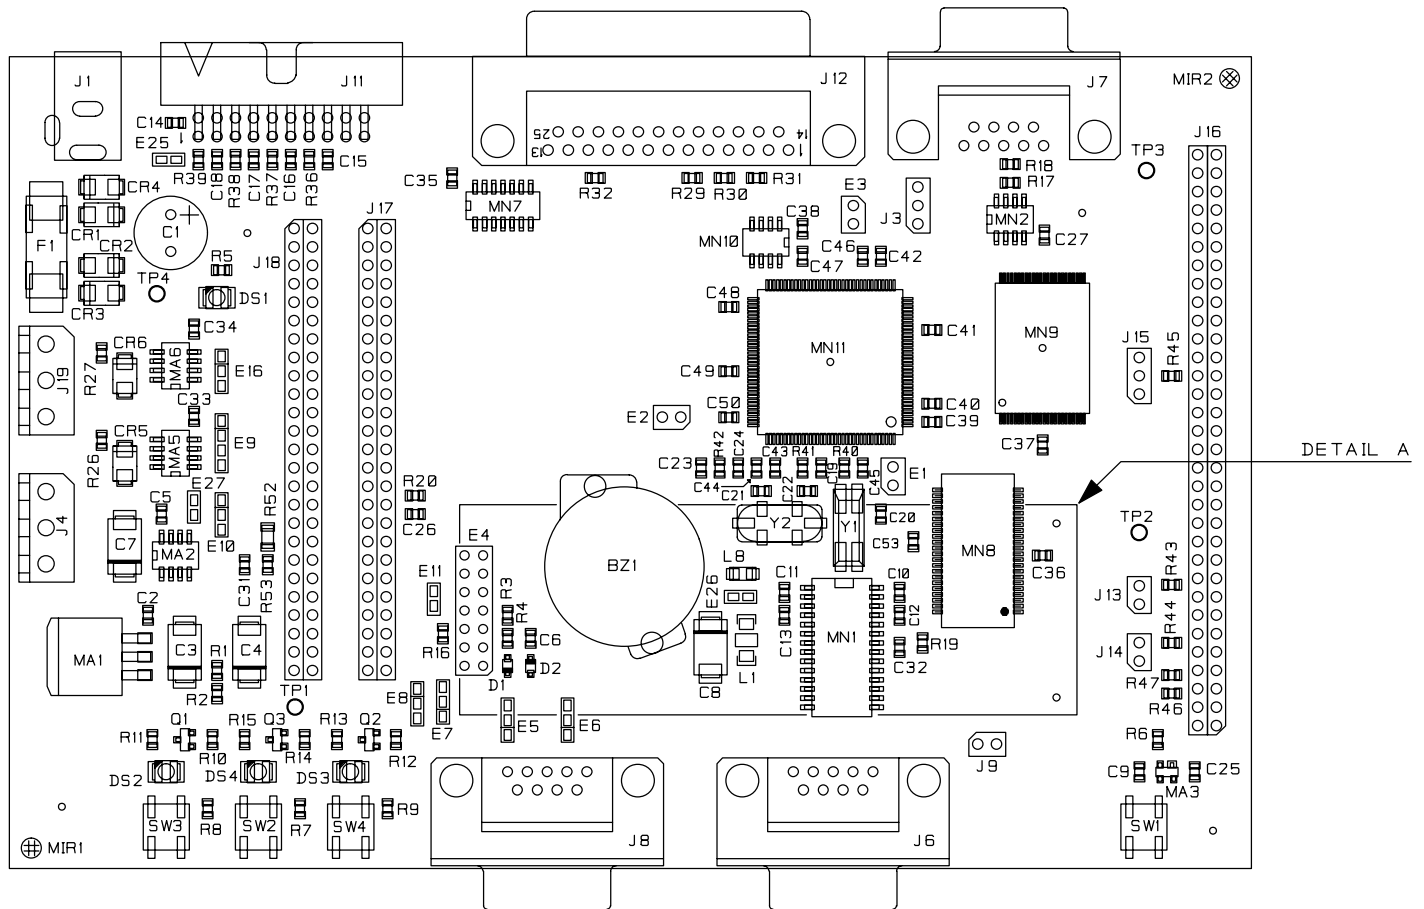 J1
J11
J12
J7
MIR2
C14
E25
25
14
13
1
J16
TP3
R39
C18
R38
C17
R37
C16
R36
C15
C35
R32
R29
R30
R31
E3
J3
R18
R17
CR4
F1
CR1
C1
J17
MN7
MN2
C27
CR2
R5
J18
MN10
C38
C46
C42
C47
TP4
CR3
DS1
C48
C34
C41
MN11
MN9
J15
R45
J19
CR6
R27
MA6
E16
C33
C49
C50
E2
C40
C39
C37
CR5
R26
MA5
E9
R42
C24
C43
R41
R40
C23
C44
C21
C22
C19
C45
E1
DETAIL A
E27
J4
C5
R52
R20
C7
E10
C26
MA2
E4
Y2
Y1
C20
C53
MN8
TP2
C36
C31
R53
E11
R3
BZ1
L8
C11
C10
R43
J13
C2
R4
C6
E26
C13
MN1
C12
R19
C32
R44
MA1
C3
R1
C4
R16
D1
D2
C8
L1
J14
R47
R46
R2
TP1
E8
E7
E5
E6
R11
Q1
R10
R15
Q3
R14
R13
Q2
R12
J9
R6
DS2
DS4
DS3
C9
C25
MA3
SW3
R8
SW2
R7
SW4
R9
J8
J6
SW1
MIR1